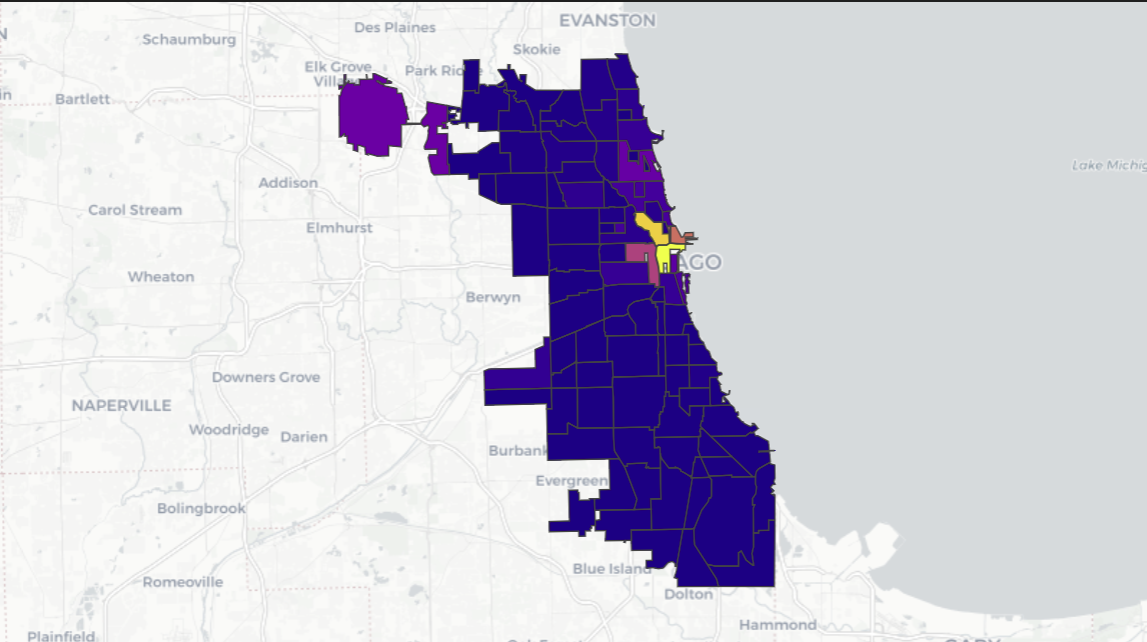 EVANSTON
Des Plaines
Schaumburg
Skokie
Elk Grove
Park Ri
Villa
Bartlett
Lake Michig
Addison
Carol Stream
Elmhurst
AGO
Wheaton
Berwyn
Downers Grove
NAPERVILLE
Woodridge
Darien
Burbank
Evergreen
Bolingbrook
Blue Island
Romeoville
Dolton
Hammond
Plainfield